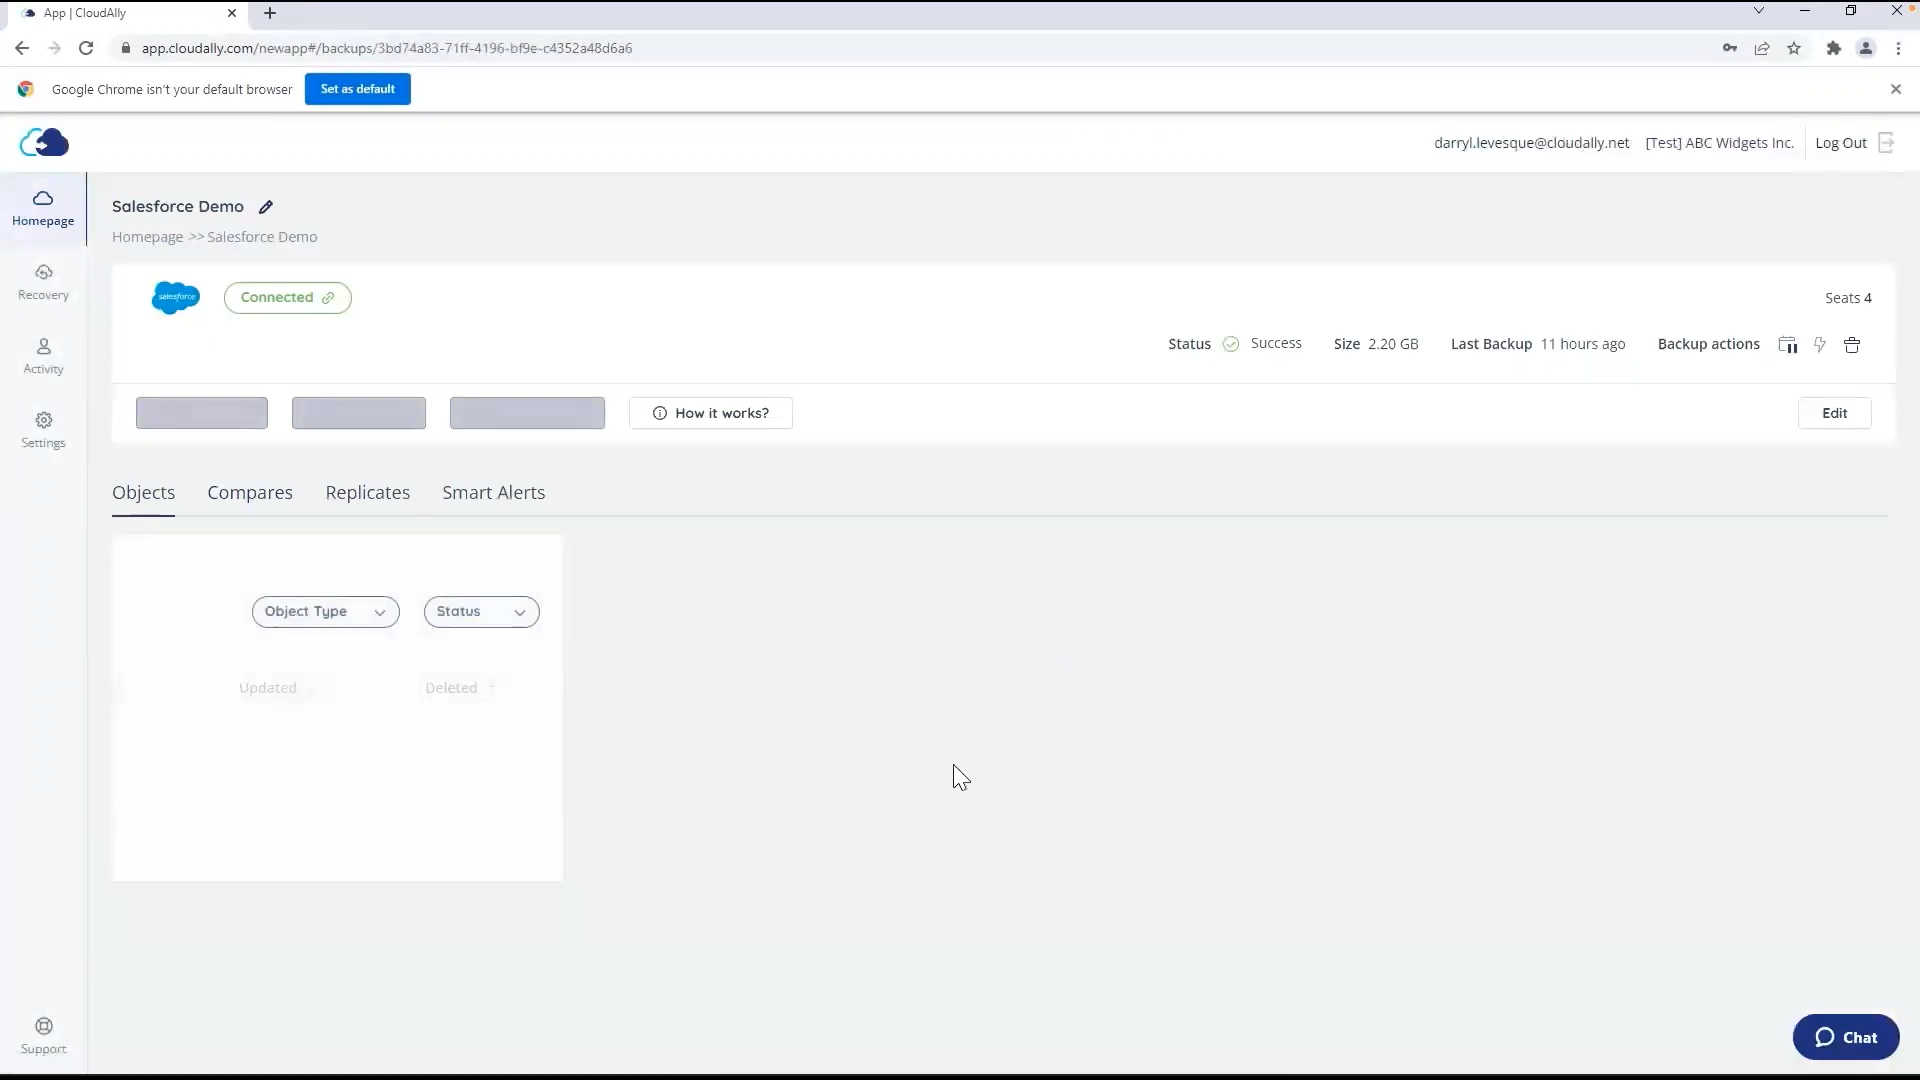 App | CloudAlly
app.cloudally.com/newapp#/backups/3bd74a83-71ff-4196-bf9e-c4352a48d6a6
Google Chrome isn't your default browser
Set as default
darryl.levesque@cloudally.net [Test] ABC Widgets Inc. Log Out
Homepage
Recovery
Activity
Settings
Support
Salesforce Demo
Homepage >> Salesforce Demo
salesforce
Connected
Seats 4
Status Success Size 2.20 GB Last Backup 11 hours ago Backup actions
How it works?
Edit
Objects Compares Replicates Smart Alerts
Object Type Status
Updated Deleted
Chat